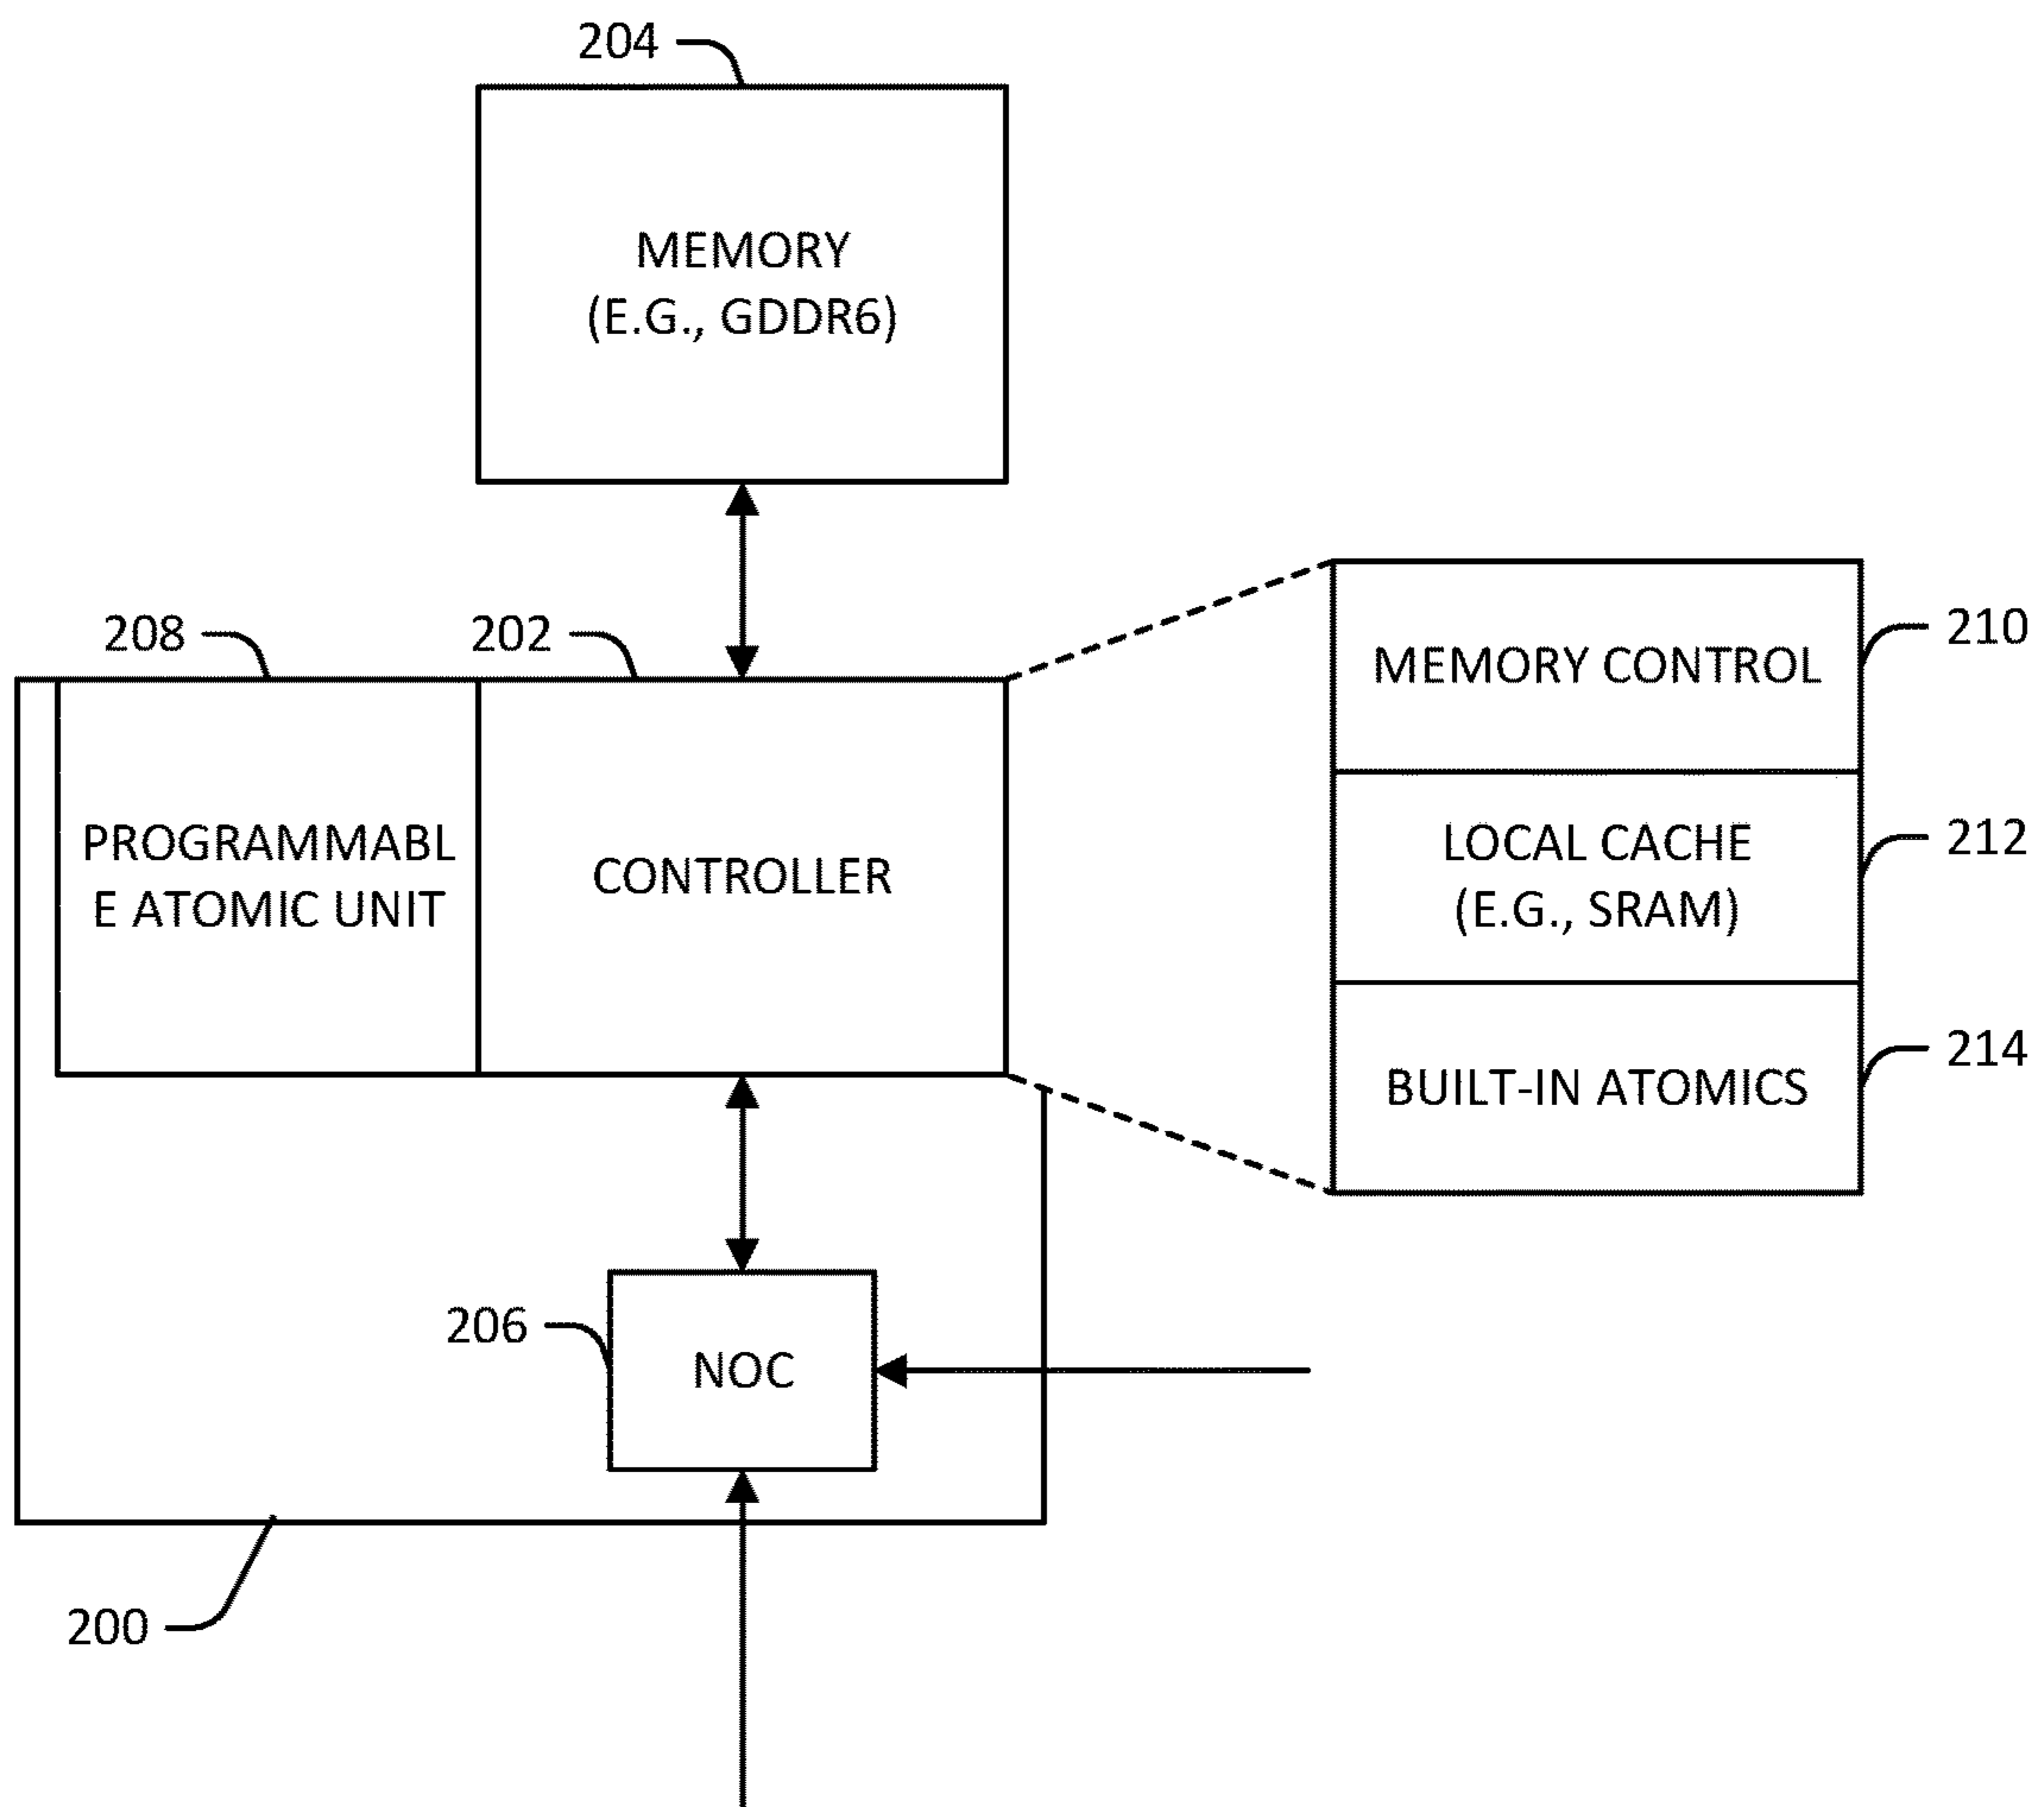 204
MEMORY
(E.G., GDDR6)
208
202
210
MEMORY CONTROL
PROGRAMMABL
E ATOMIC UNIT
CONTROLLER
LOCAL CACHE
(E.G., SRAM)
212
214
BUILT-IN ATOMICS
206
NOC
200